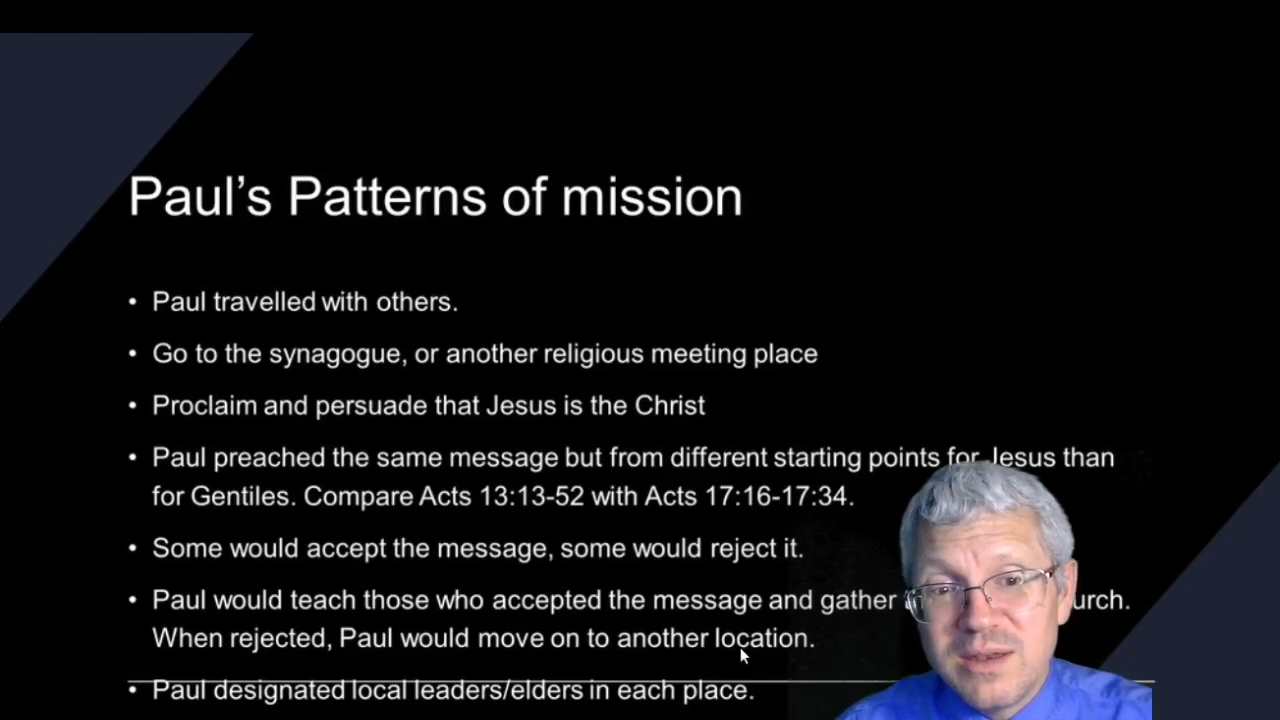 Paul's Patterns of mission
• Paul travelled with others.
• Go to the synagogue, or another religious meeting place
• Proclaim and persuade that Jesus is the Christ
• Paul preached the same message but from different starting points for Jesus than
for Gentiles. Compare Acts 13:13-52 with Acts 17:16-17:34.
• Some would accept the message, some would reject it.
• Paul would teach those who accepted the message and gather
When rejected, Paul would move on to another location.
• Paul designated local leaders/elders in each place.